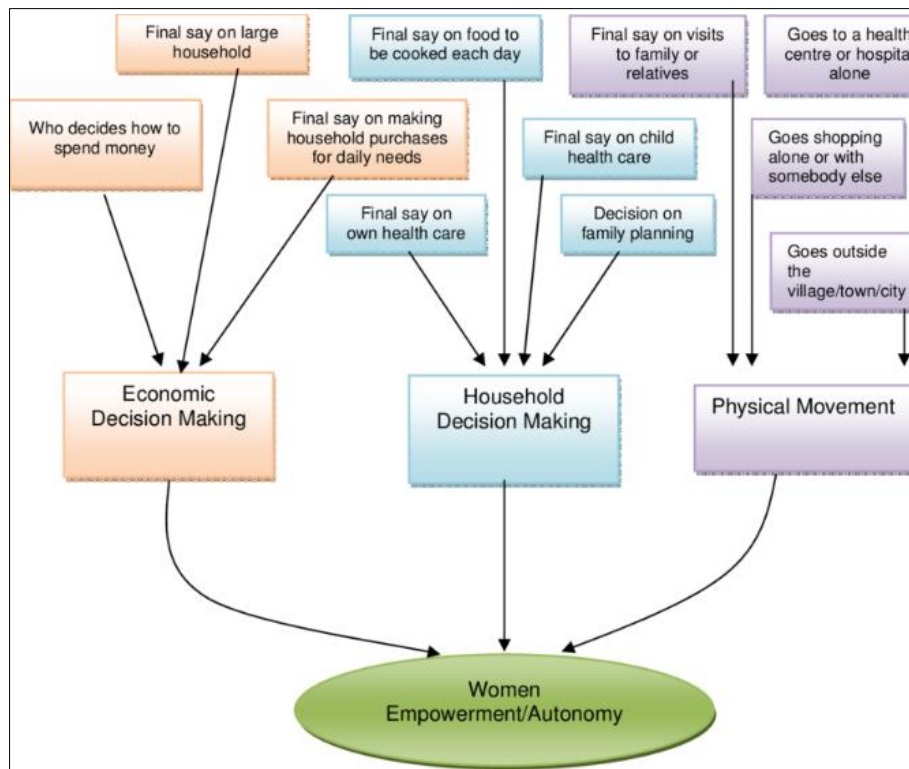 Final say on large
household
Final say on food to
be cooked each day
Final say on visits
to family or
relatives
Goes to a health
centre or hospita
alone
Who decides how to
spend money
Final say on making
household purchases
for daily needs
Final say on child
health care
Goes shopping
alone or with
somebody else
Final say on
own health care
Decision on
family planning
Goes outside
the
village/town/city
Economic
Decision Making
Household
Decision Making
Physical Movement
Women
Empowerment/Autonomy